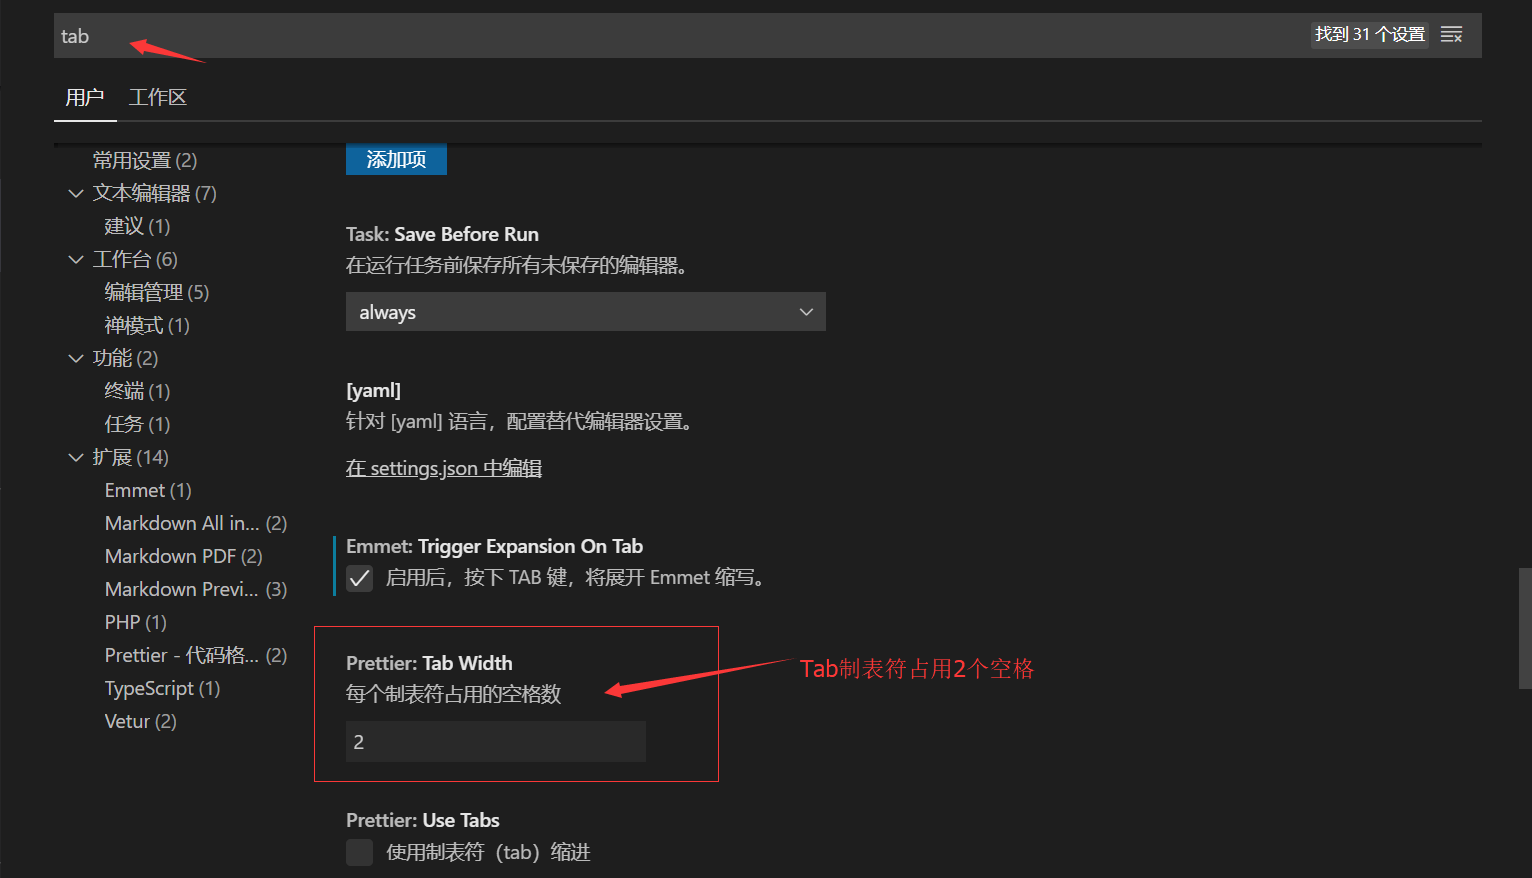 tab
找到 31 个设置
用户 工作区
常用设置 (2)
文本编辑器 (7)
建议 (1)
工作台 (6)
编辑管理 (5)
禅模式 (1)
功能 (2)
终端 (1)
任务 (1)
扩展 (14)
Emmet (1)
Markdown All in... (2)
Markdown PDF (2)
Markdown Previ... (3)
PHP (1)
Prettier - 代码格... (2)
TypeScript (1)
Vetur (2)
添加项
Task: Save Before Run
在运行任务前保存所有未保存的编辑器。
always
[yaml]
针对 [yaml] 语言，配置替代编辑器设置。
在 settings.json 中编辑
Emmet: Trigger Expansion On Tab
启用后，按下 TAB 键，将展开 Emmet 缩写。
Prettier: Tab Width
每个制表符占用的空格数
2
Tab制表符占用2个空格
Prettier: Use Tabs
使用制表符（tab）缩进